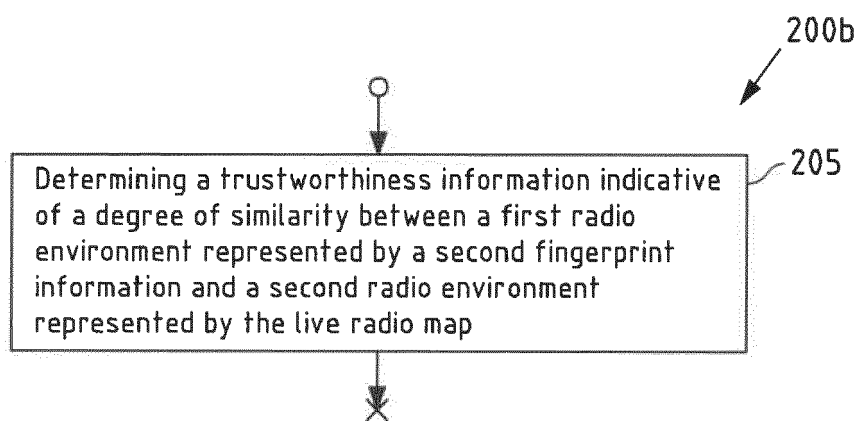 200b
205
Determining a trustworthiness information indicative
of a degree of similarity between a first radio
environment represented by a second fingerprint
information and a second radio environment
represented by the live radio map